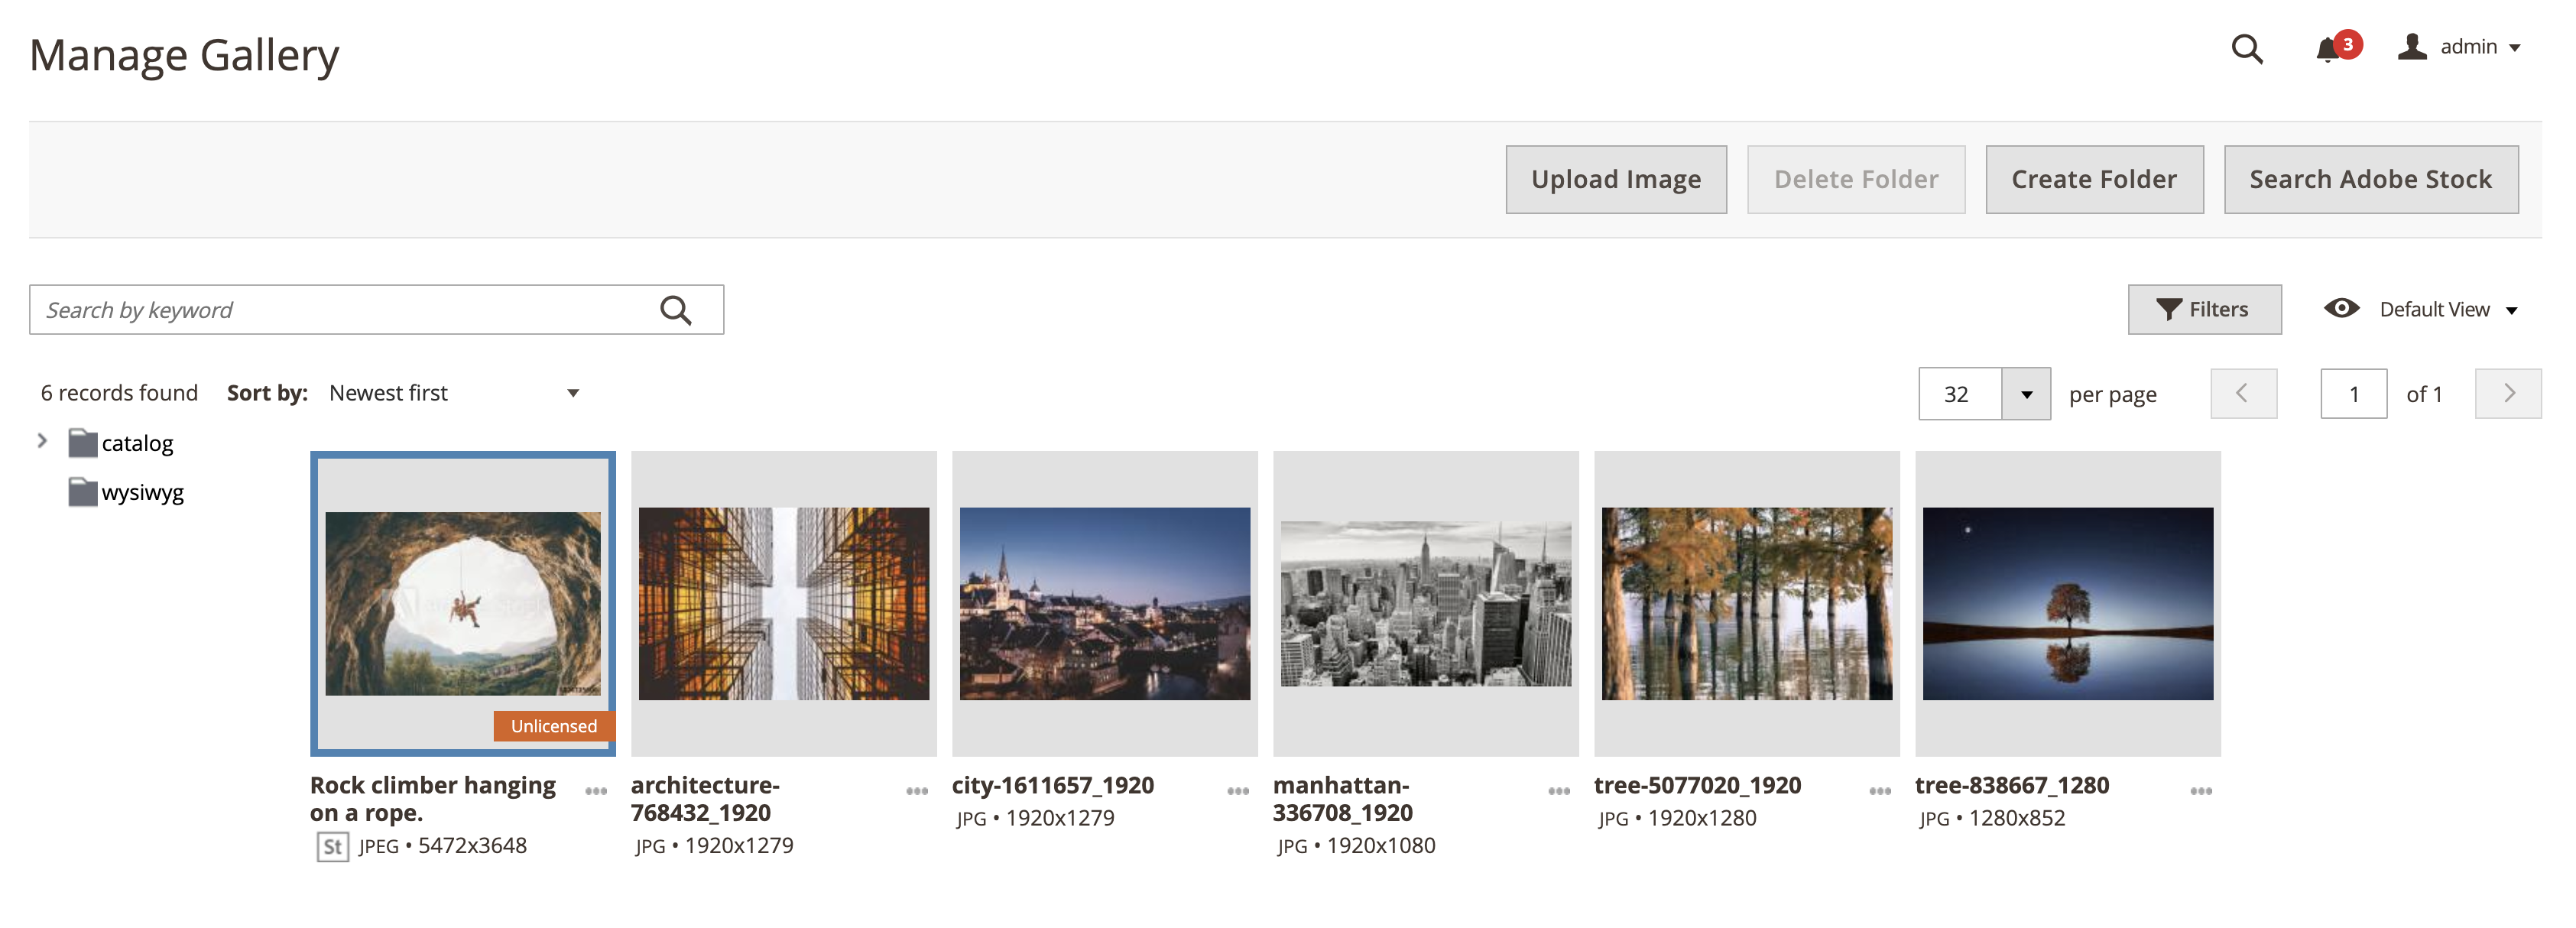 Manage Gallery
3
admin
Upload Image
Delete Folder
Create Folder
Search Adobe Stock
Search by keyword
Filters
Default View
6 records found
Sort by:
Newest first
32
per page
1
of 1
catalog
wysiwyg
Unlicensed
Rock climber hanging
on a rope.
St JPEG • 5472x3648
architecture-
768432_1920
JPG • 1920x1279
city-1611657_1920
JPG • 1920x1279
manhattan-
336708_1920
JPG • 1920x1080
tree-5077020_1920
JPG • 1920x1280
tree-838667_1280
JPG • 1280x852